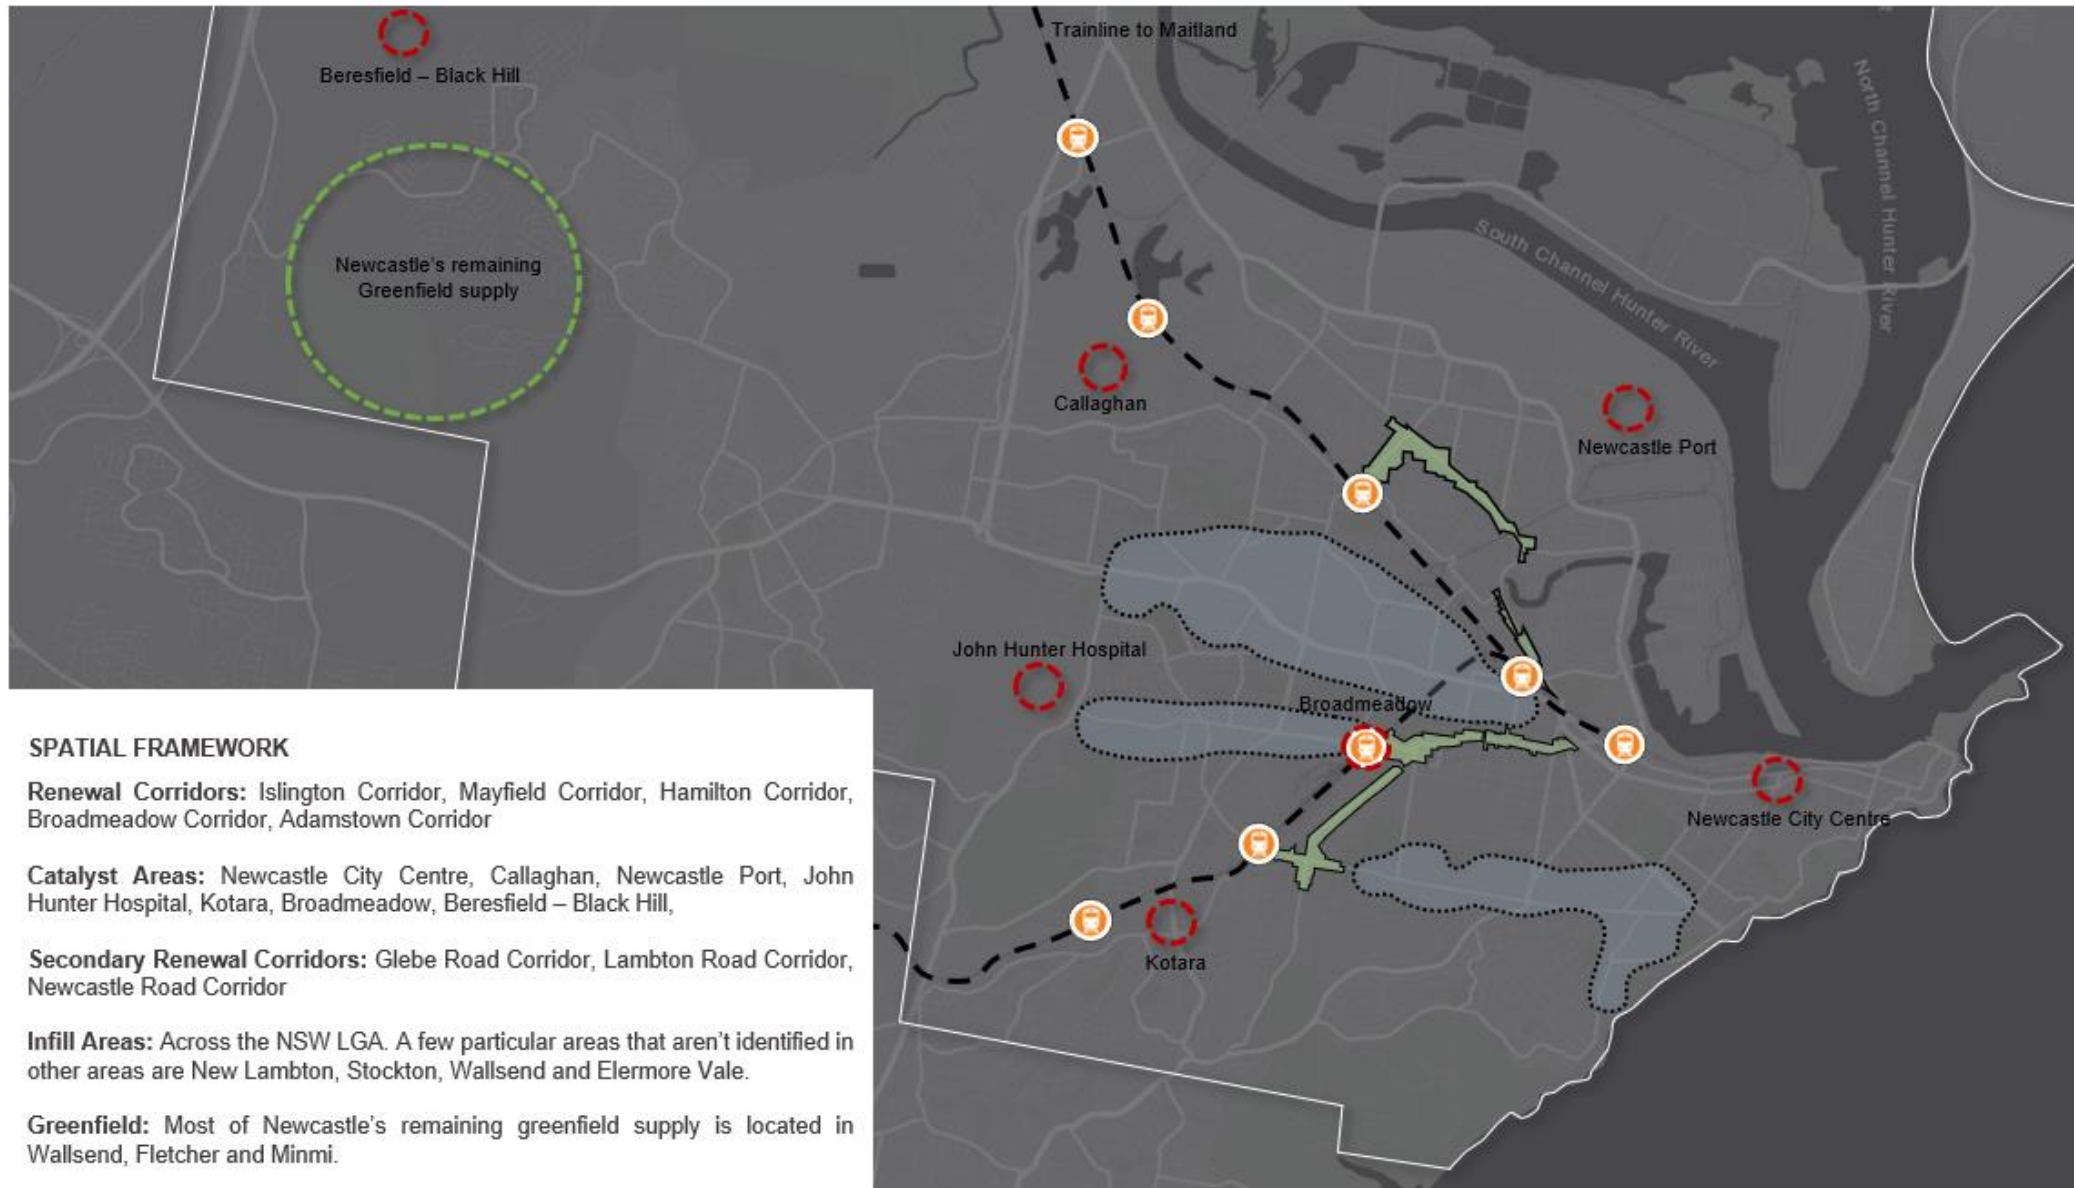 Trainline to Maitland
Beresfield – Black Hill
North Channel Hunter River
Newcastle's remaining
Greenfield supply
South Channel Hunter River
Callaghan
Newcastle Port
John Hunter Hospital
Broadmeadow
Newcastle City Centre
Kotara
SPATIAL FRAMEWORK
Renewal Corridors: Islington Corridor, Mayfield Corridor, Hamilton Corridor,
Broadmeadow Corridor, Adamstown Corridor
Catalyst Areas: Newcastle City Centre, Callaghan, Newcastle Port, John
Hunter Hospital, Kotara, Broadmeadow, Beresfield – Black Hill,
Secondary Renewal Corridors: Glebe Road Corridor, Lambton Road Corridor,
Newcastle Road Corridor
Infill Areas: Across the NSW LGA. A few particular areas that aren't identified in
other areas are New Lambton, Stockton, Wallsend and Elermore Vale.
Greenfield: Most of Newcastle's remaining greenfield supply is located in
Wallsend, Fletcher and Minmi.